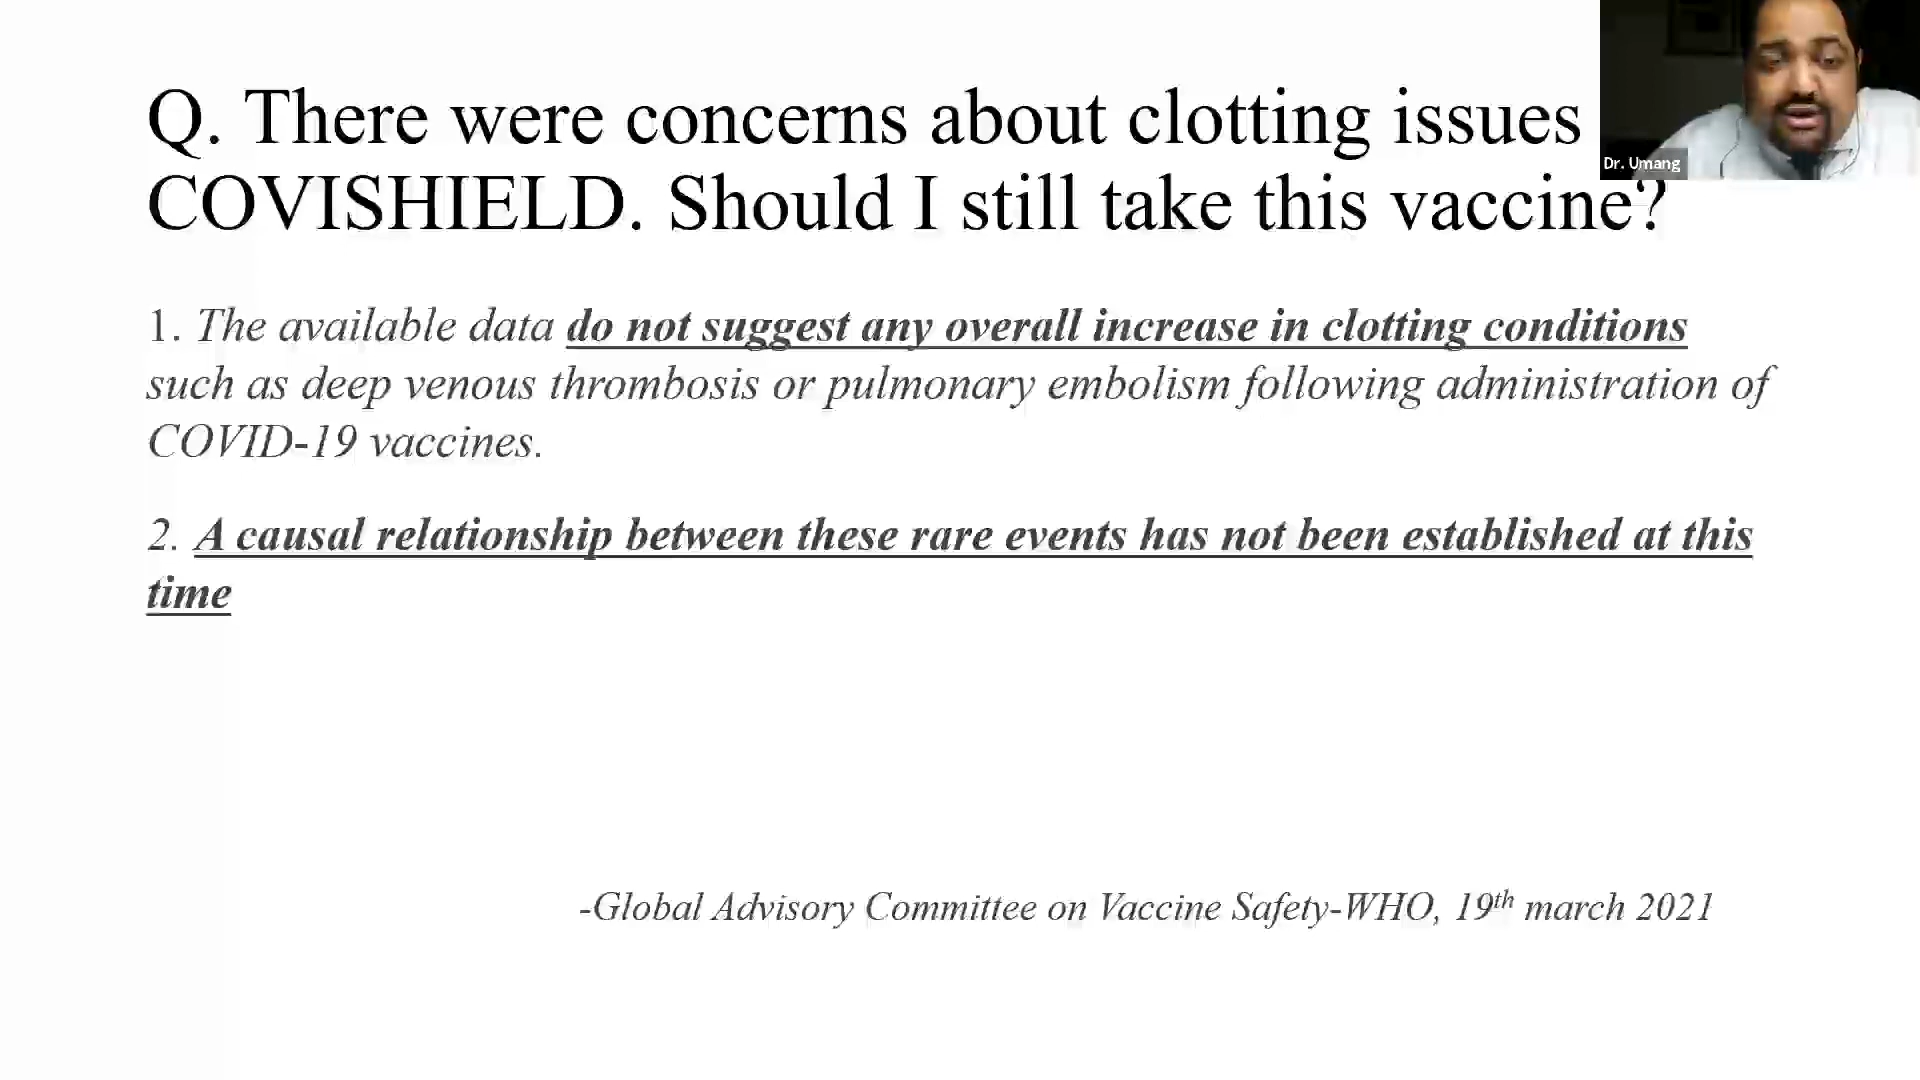 Q. There were concerns about clotting issues
COVISHIELD. Should I still take this vaccine?
Dr. Umang
1. The available data do not suggest any overall increase in clotting conditions
such as deep venous thrombosis or pulmonary embolism following administration of
COVID-19 vaccines.
2. A causal relationship between these rare events has not been established at this
time
-Global Advisory Committee on Vaccine Safety-WHO, 19th march 2021